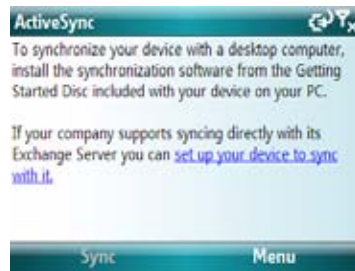 ActiveSync
To synchronize your device with a desktop computer,
install the synchronization software from the Getting
Started Disc included with your device on your PC.
If your company supports syncing directly with its
Exchange Server you can set up your device to sync
with it.
Sync Menu